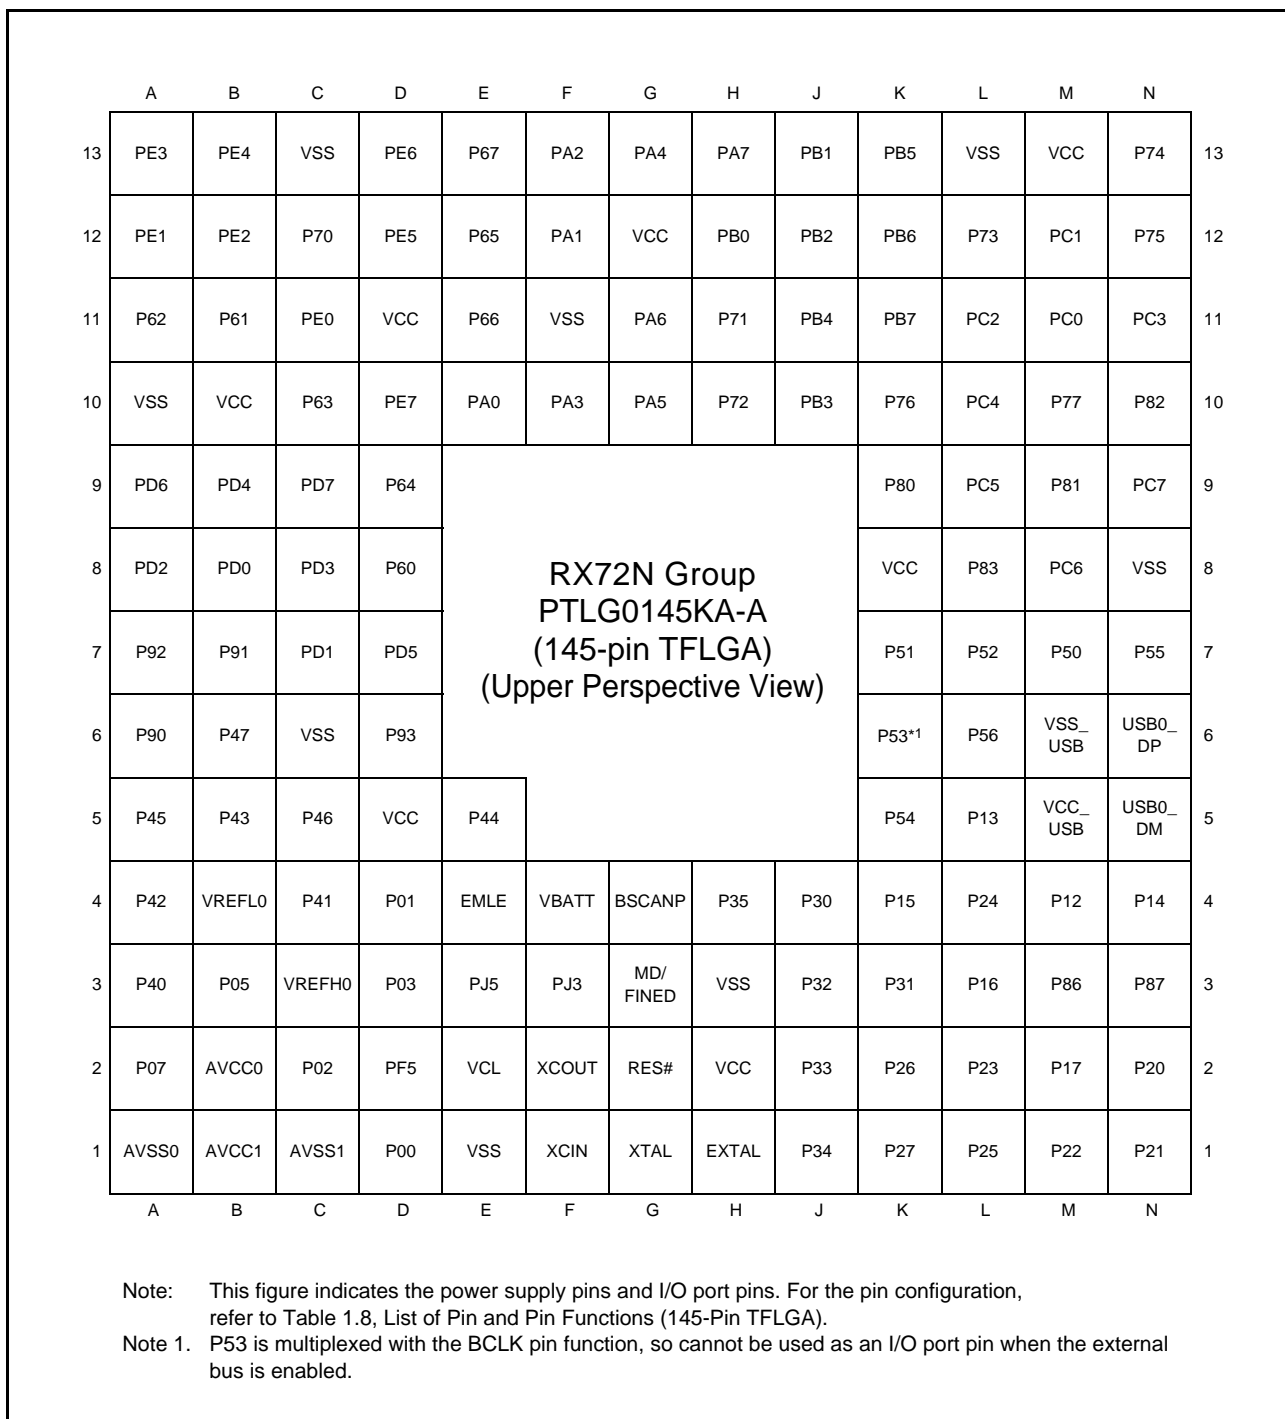 A B C D E F G H J K L M N
13 PE3 PE4 VSS PE6 P67 PA2 PA4 PA7 PB1 PB5 VSS VCC P74 13
12 PE1 PE2 P70 PE5 P65 PA1 VCC PB0 PB2 PB6 P73 PC1 P75 12
11 P62 P61 PE0 VCC P66 VSS PA6 P71 PB4 PB7 PC2 PC0 PC3 11
10 VSS VCC P63 PE7 PA0 PA3 PA5 P72 PB3 P76 PC4 P77 P82 10
9 PD6 PD4 PD7 P64 P80 PC5 P81 PC7 9
8 PD2 PD0 PD3 P60 VCC P83 PC6 VSS 8
RX72N Group
PTLG0145KA-A
(145-pin TFLGA)
(Upper Perspective View)
7 P92 P91 PD1 PD5 P51 P52 P50 P55 7
6 P90 P47 VSS P93 P53*1 P56 VSS_ USB USB0_ DP 6
5 P45 P43 P46 VCC P44 P54 P13 VCC_ USB USB0_ DM 5
4 P42 VREFL0 P41 P01 EMLE VBATT BSCANP P35 P30 P15 P24 P12 P14 4
3 P40 P05 VREFH0 P03 PJ5 PJ3 MD/ FINED VSS P32 P31 P16 P86 P87 3
2 P07 AVCC0 P02 PF5 VCL XCOUT RES# VCC P33 P26 P23 P17 P20 2
1 AVSS0 AVCC1 AVSS1 P00 VSS XCIN XTAL EXTAL P34 P27 P25 P22 P21 1
A B C D E F G H J K L M N
Note: This figure indicates the power supply pins and I/O port pins. For the pin configuration,
refer to Table 1.8, List of Pin and Pin Functions (145-Pin TFLGA).
Note 1. P53 is multiplexed with the BCLK pin function, so cannot be used as an I/O port pin when the external
bus is enabled.